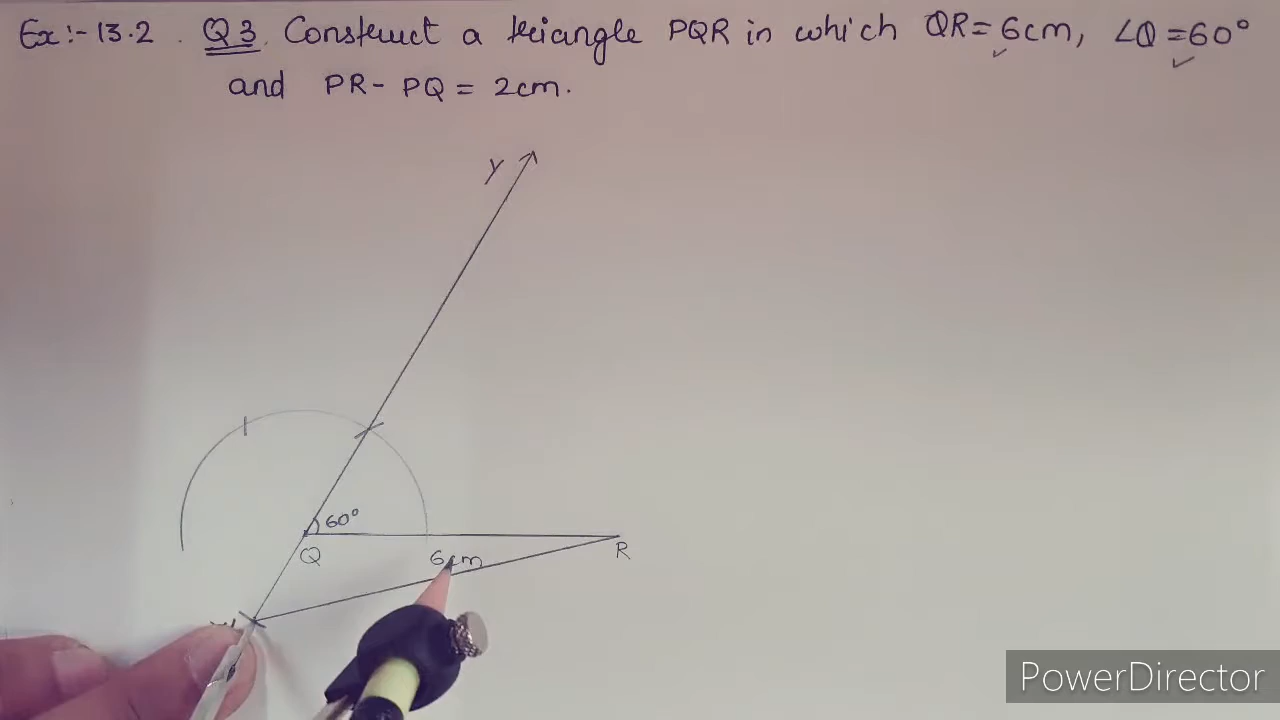 Ex:- 13.2. Q3. Construct a triangle PQR in which QR = 6cm, ∠Q = 60°
and PR - PQ = 2cm.
Y
60°
Q
6cm
R
PowerDirector